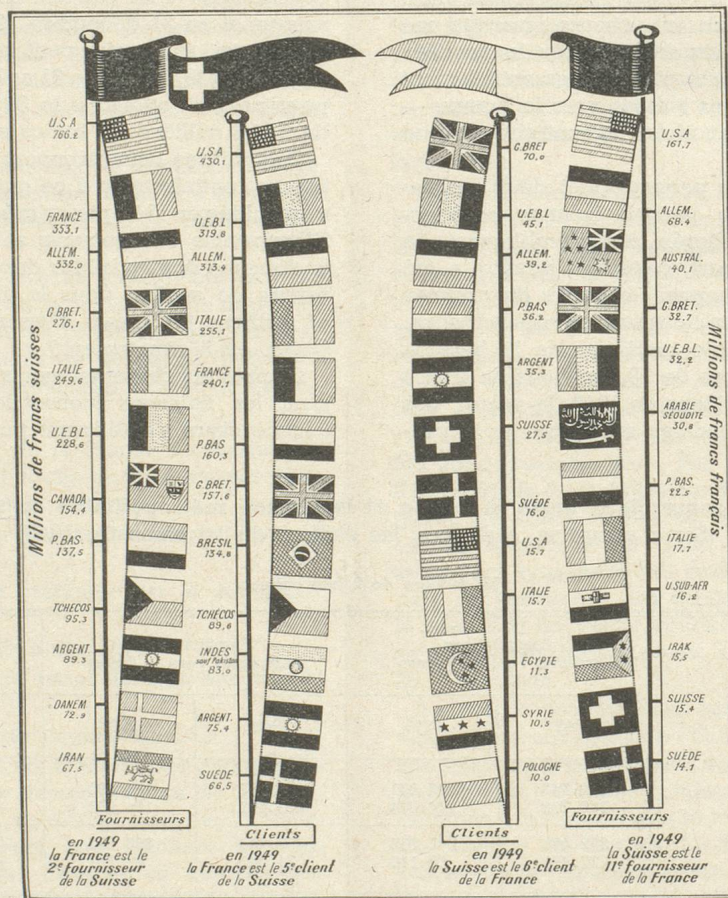 Millions de francs suisses
U.S.A
766.2
FRANCE
353,1
ALLEM.
332,0
G.BRET.
276,1
ITALIE
249,6
U.E.B.L
228,6
CANADA
154,4
P.BAS.
137,5
TCHÉCOS
95,3
ARGENT.
89,3
DANEM
72,9
IRAN
67,5
Fournisseurs
en 1949
la France est le
2e fournisseur
de la Suisse
U.S.A
430,1
U.E.B.L
319,8
ALLEM.
313,4
ITALIE
255,1
FRANCE
240,1
P.BAS
160,3
G.BRET.
157,6
BRÉSIL
134,8
TCHÉCOS
89,6
INDES
sauf Pakistan
83,0
ARGENT.
75,4
SUÈDE
66,5
Clients
en 1949
la France est le 5e client
de la Suisse
G.BRET
70,0
U.E.B.L
45,1
ALLEM.
39,2
P.BAS
36,2
ARGENT
35,3
SUISSE
27,5
SUÈDE
16,0
U.S.A
15,7
ITALIE
15,7
EGYPTE
11,3
SYRIE
10,3
POLOGNE
10.0
Clients
en 1949
la Suisse est le 6e client
de la France
U.S.A
161,7
ALLEM.
68,4
AUSTRAL.
40,1
G.BRET.
32,7
U.E.B.L.
32,2
ARABIE
SÉOUDITE
30,8
P.BAS.
22,5
ITALIE
17,7
U.SUD-AFR
16,2
IRAK
15,5
SUISSE
15,4
SUÈDE
14,1
Fournisseurs
en 1949
la Suisse est le
11e fournisseur
de la France
Millions de francs français